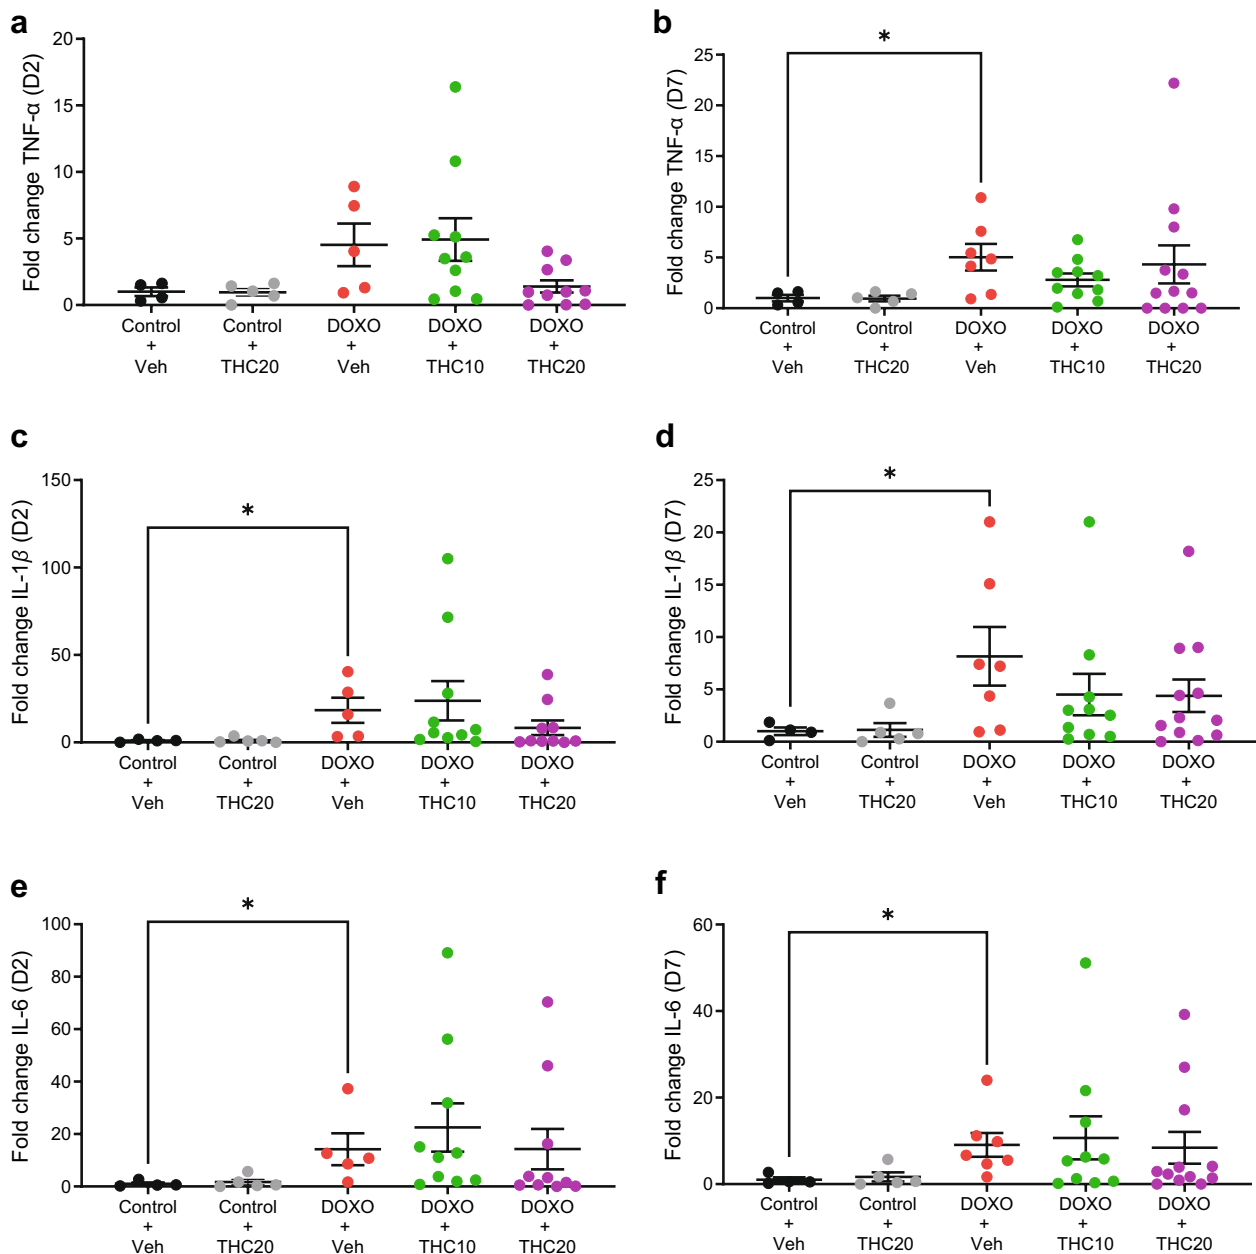 a
Fold change TNF-α (D2)
20
15
10
5
0
Control + Veh
Control + THC20
DOXO + Veh
DOXO + THC10
DOXO + THC20
b
Fold change TNF-α (D7)
25
20
15
10
5
0
*
Control + Veh
Control + THC20
DOXO + Veh
DOXO + THC10
DOXO + THC20
c
Fold change IL-1β (D2)
150
100
50
0
*
Control + Veh
Control + THC20
DOXO + Veh
DOXO + THC10
DOXO + THC20
d
Fold change IL-1β (D7)
25
20
15
10
5
0
*
Control + Veh
Control + THC20
DOXO + Veh
DOXO + THC10
DOXO + THC20
e
Fold change IL-6 (D2)
100
80
60
40
20
0
*
Control + Veh
Control + THC20
DOXO + Veh
DOXO + THC10
DOXO + THC20
f
Fold change IL-6 (D7)
60
40
20
0
*
Control + Veh
Control + THC20
DOXO + Veh
DOXO + THC10
DOXO + THC20